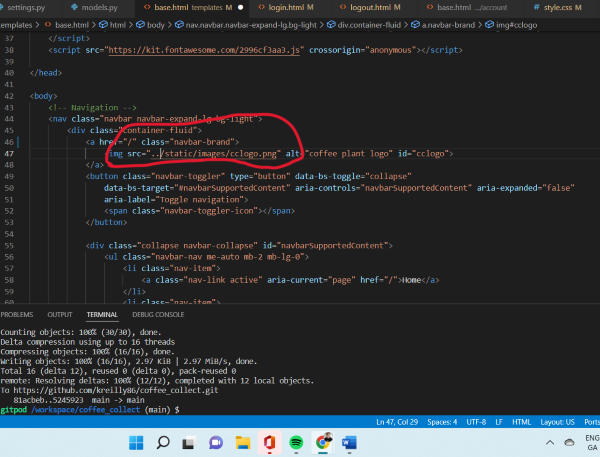 settings.py models.py base.html templates M login.html M logout.html M base.html .../account style.css M
templates > base.html > html > body > nav.navbar.navbar-expand-lg.bg-light > div.container-fluid > a.navbar-brand > img#cclogo
37 </script>
38 <script src="https://kit.fontawesome.com/2996cf3aa3.js" crossorigin="anonymous"></script>
39
40 </head>
41
42 <body>
43 <!-- Navigation -->
44 <nav class="navbar navbar-expand-lg bg-light">
45 <div class="container-fluid">
46 <a href="/" class="navbar-brand">
47 img src="../static/images/cclogo.png" alt="coffee plant logo" id="cclogo">
48 </a>
49 <button class="navbar-toggler" type="button" data-bs-toggle="collapse"
50 data-bs-target="#navbarSupportedContent" aria-controls="navbarSupportedContent" aria-expanded="false"
51 aria-label="Toggle navigation">
52 <span class="navbar-toggler-icon"></span>
53 </button>
54
55 <div class="collapse navbar-collapse" id="navbarSupportedContent">
56 <ul class="navbar-nav me-auto mb-2 mb-lg-0">
57 <li class="nav-item">
58 <a class="nav-link active" aria-current="page" href="/">Home</a>
59 </li>
60 <li class="nav-item">
PROBLEMS OUTPUT TERMINAL DEBUG CONSOLE
Counting objects: 100% (30/30), done.
Delta compression using up to 16 threads
Compressing objects: 100% (16/16), done.
Writing objects: 100% (16/16), 2.97 KiB | 2.97 MiB/s, done.
Total 16 (delta 12), reused 0 (delta 0), pack-reused 0
remote: Resolving deltas: 100% (12/12), completed with 12 local objects.
To https://github.com/kreilly86/coffee_collect.git
81acbeb..5245923 main -> main
gitpod /workspace/coffee_collect (main) $
Ln 47, Col 29 Spaces: 4 UTF-8 LF HTML Layout: US Ports
ENG
GA